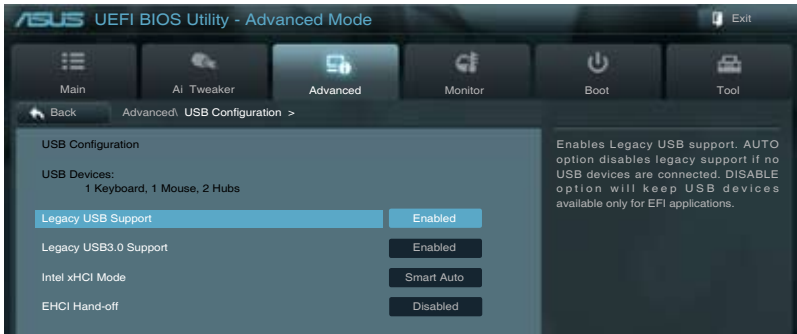 ASUS UEFI BIOS Utility - Advanced Mode
Exit
Main
Ai Tweaker
Advanced
Monitor
Boot
Tool
Back
Advanced\ USB Configuration >
USB Configuration
USB Devices:
1 Keyboard, 1 Mouse, 2 Hubs
Legacy USB Support Enabled
Legacy USB3.0 Support Enabled
Intel xHCI Mode Smart Auto
EHCI Hand-off Disabled
Enables Legacy USB support. AUTO
option disables legacy support if no
USB devices are connected. DISABLE
option will keep USB devices
available only for EFI applications.